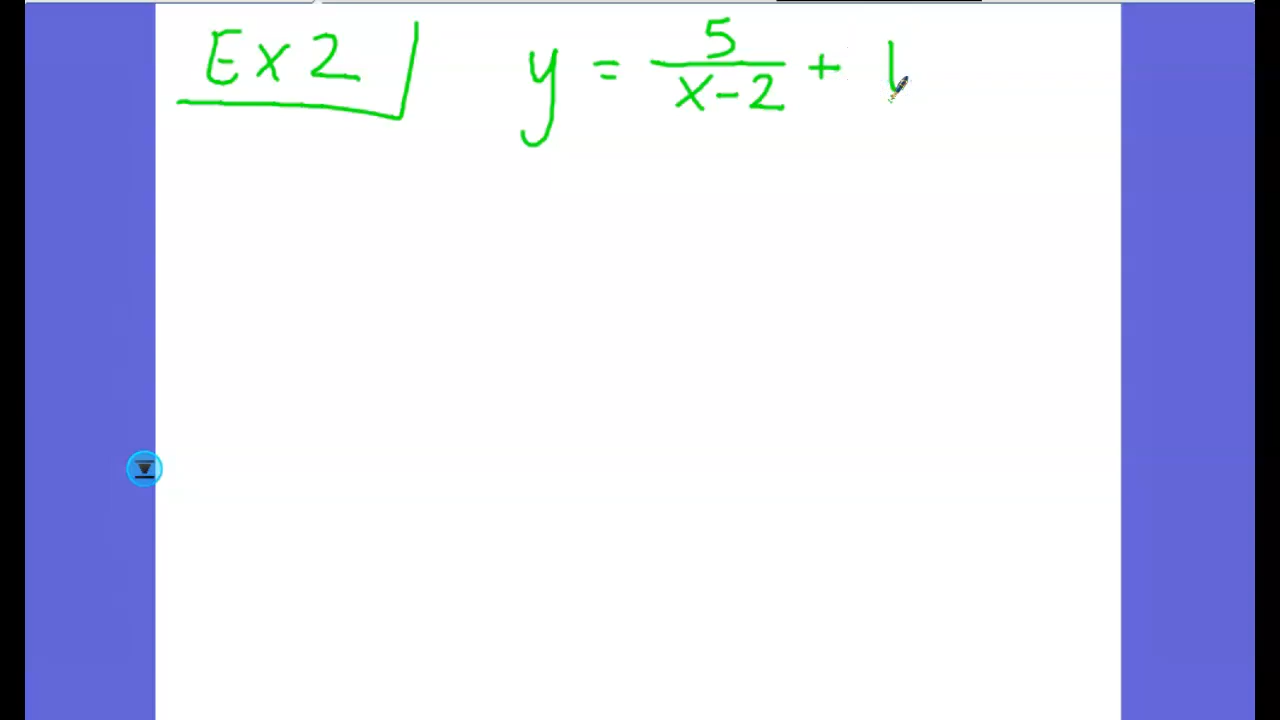 Ex 2 y = 5/(x-2) + 1